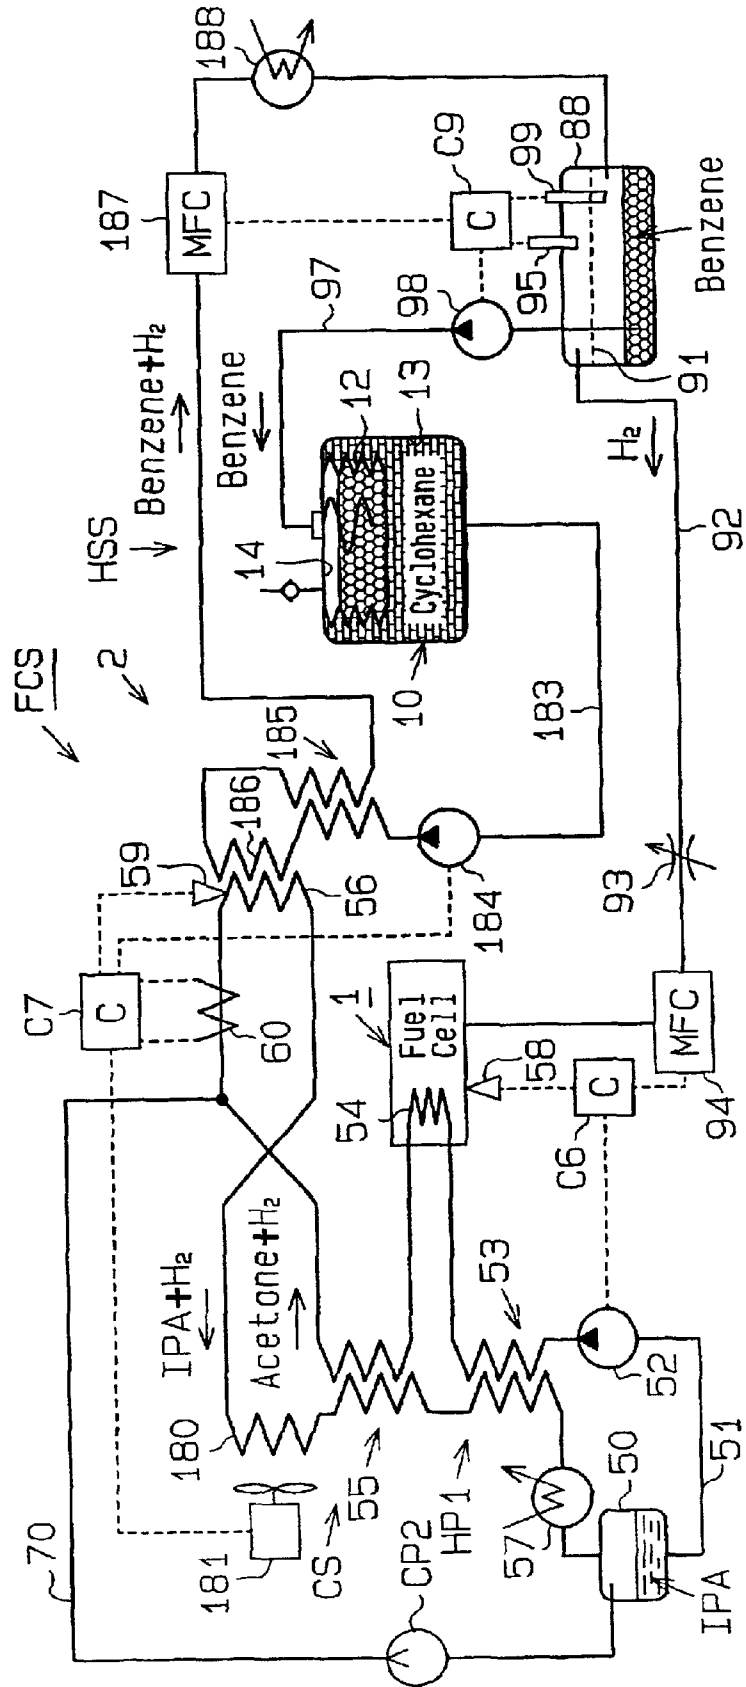 FCS
2
HSS
Benzene+H2
187
MFC
188
C7
C
59
186
185
Benzene
97
98
C9
C
99
88
95
91
Benzene
14
12
13
Cyclohexane
10
183
184
56
60
70
IPA+H2
Acetone+H2
180
181
CS
55
HP1
53
54
1
Fuel
Cell
58
C6
C
MFC
94
93
92
H2
CP2
57
50
51
52
IPA